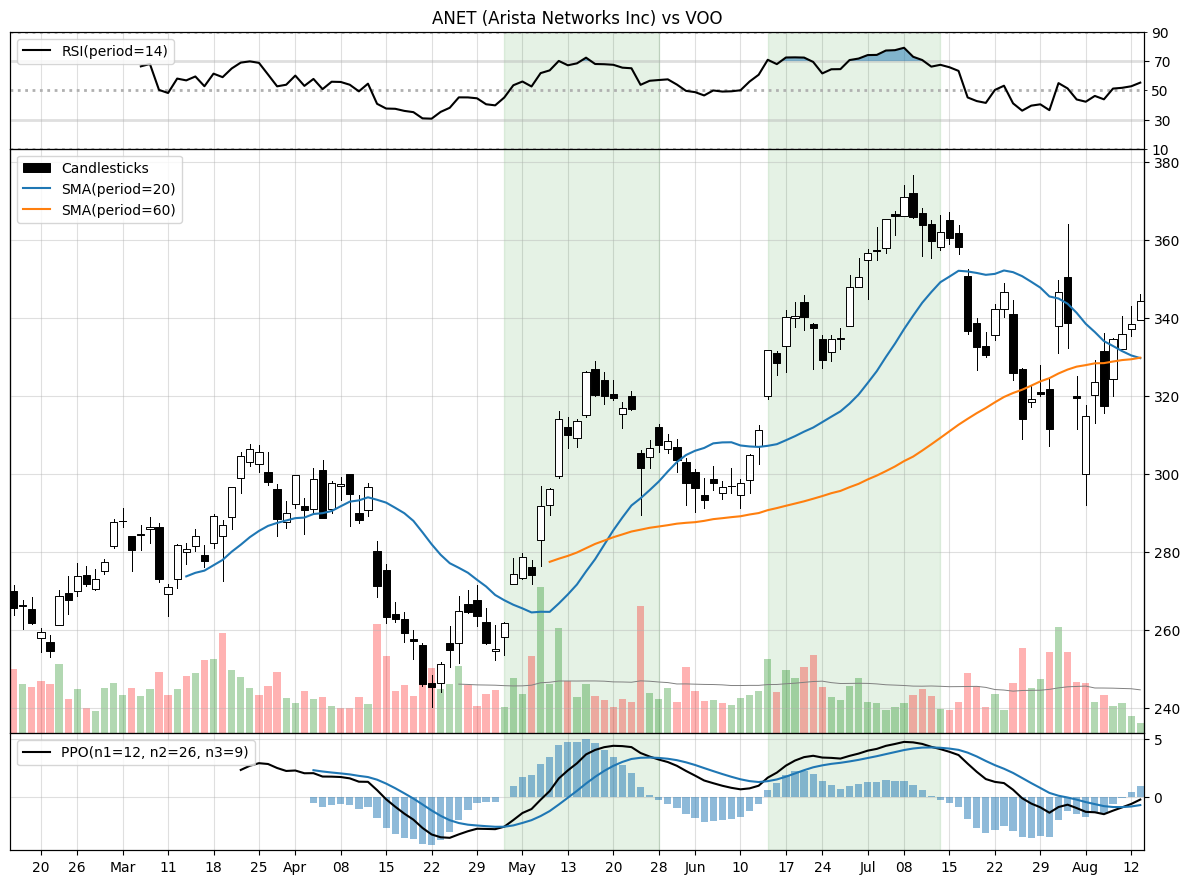 ANET (Arista Networks Inc) vs VOO
RSI(period=14)
90
70
50
30
10
Candlesticks
SMA(period=20)
SMA(period=60)
380
360
340
320
300
280
260
240
PPO(n1=12, n2=26, n3=9)
5
0
20 26 Mar 11 18 25 Apr 08 15 22 29 May 13 20 28 Jun 10 17 24 Jul 08 15 22 29 Aug 12